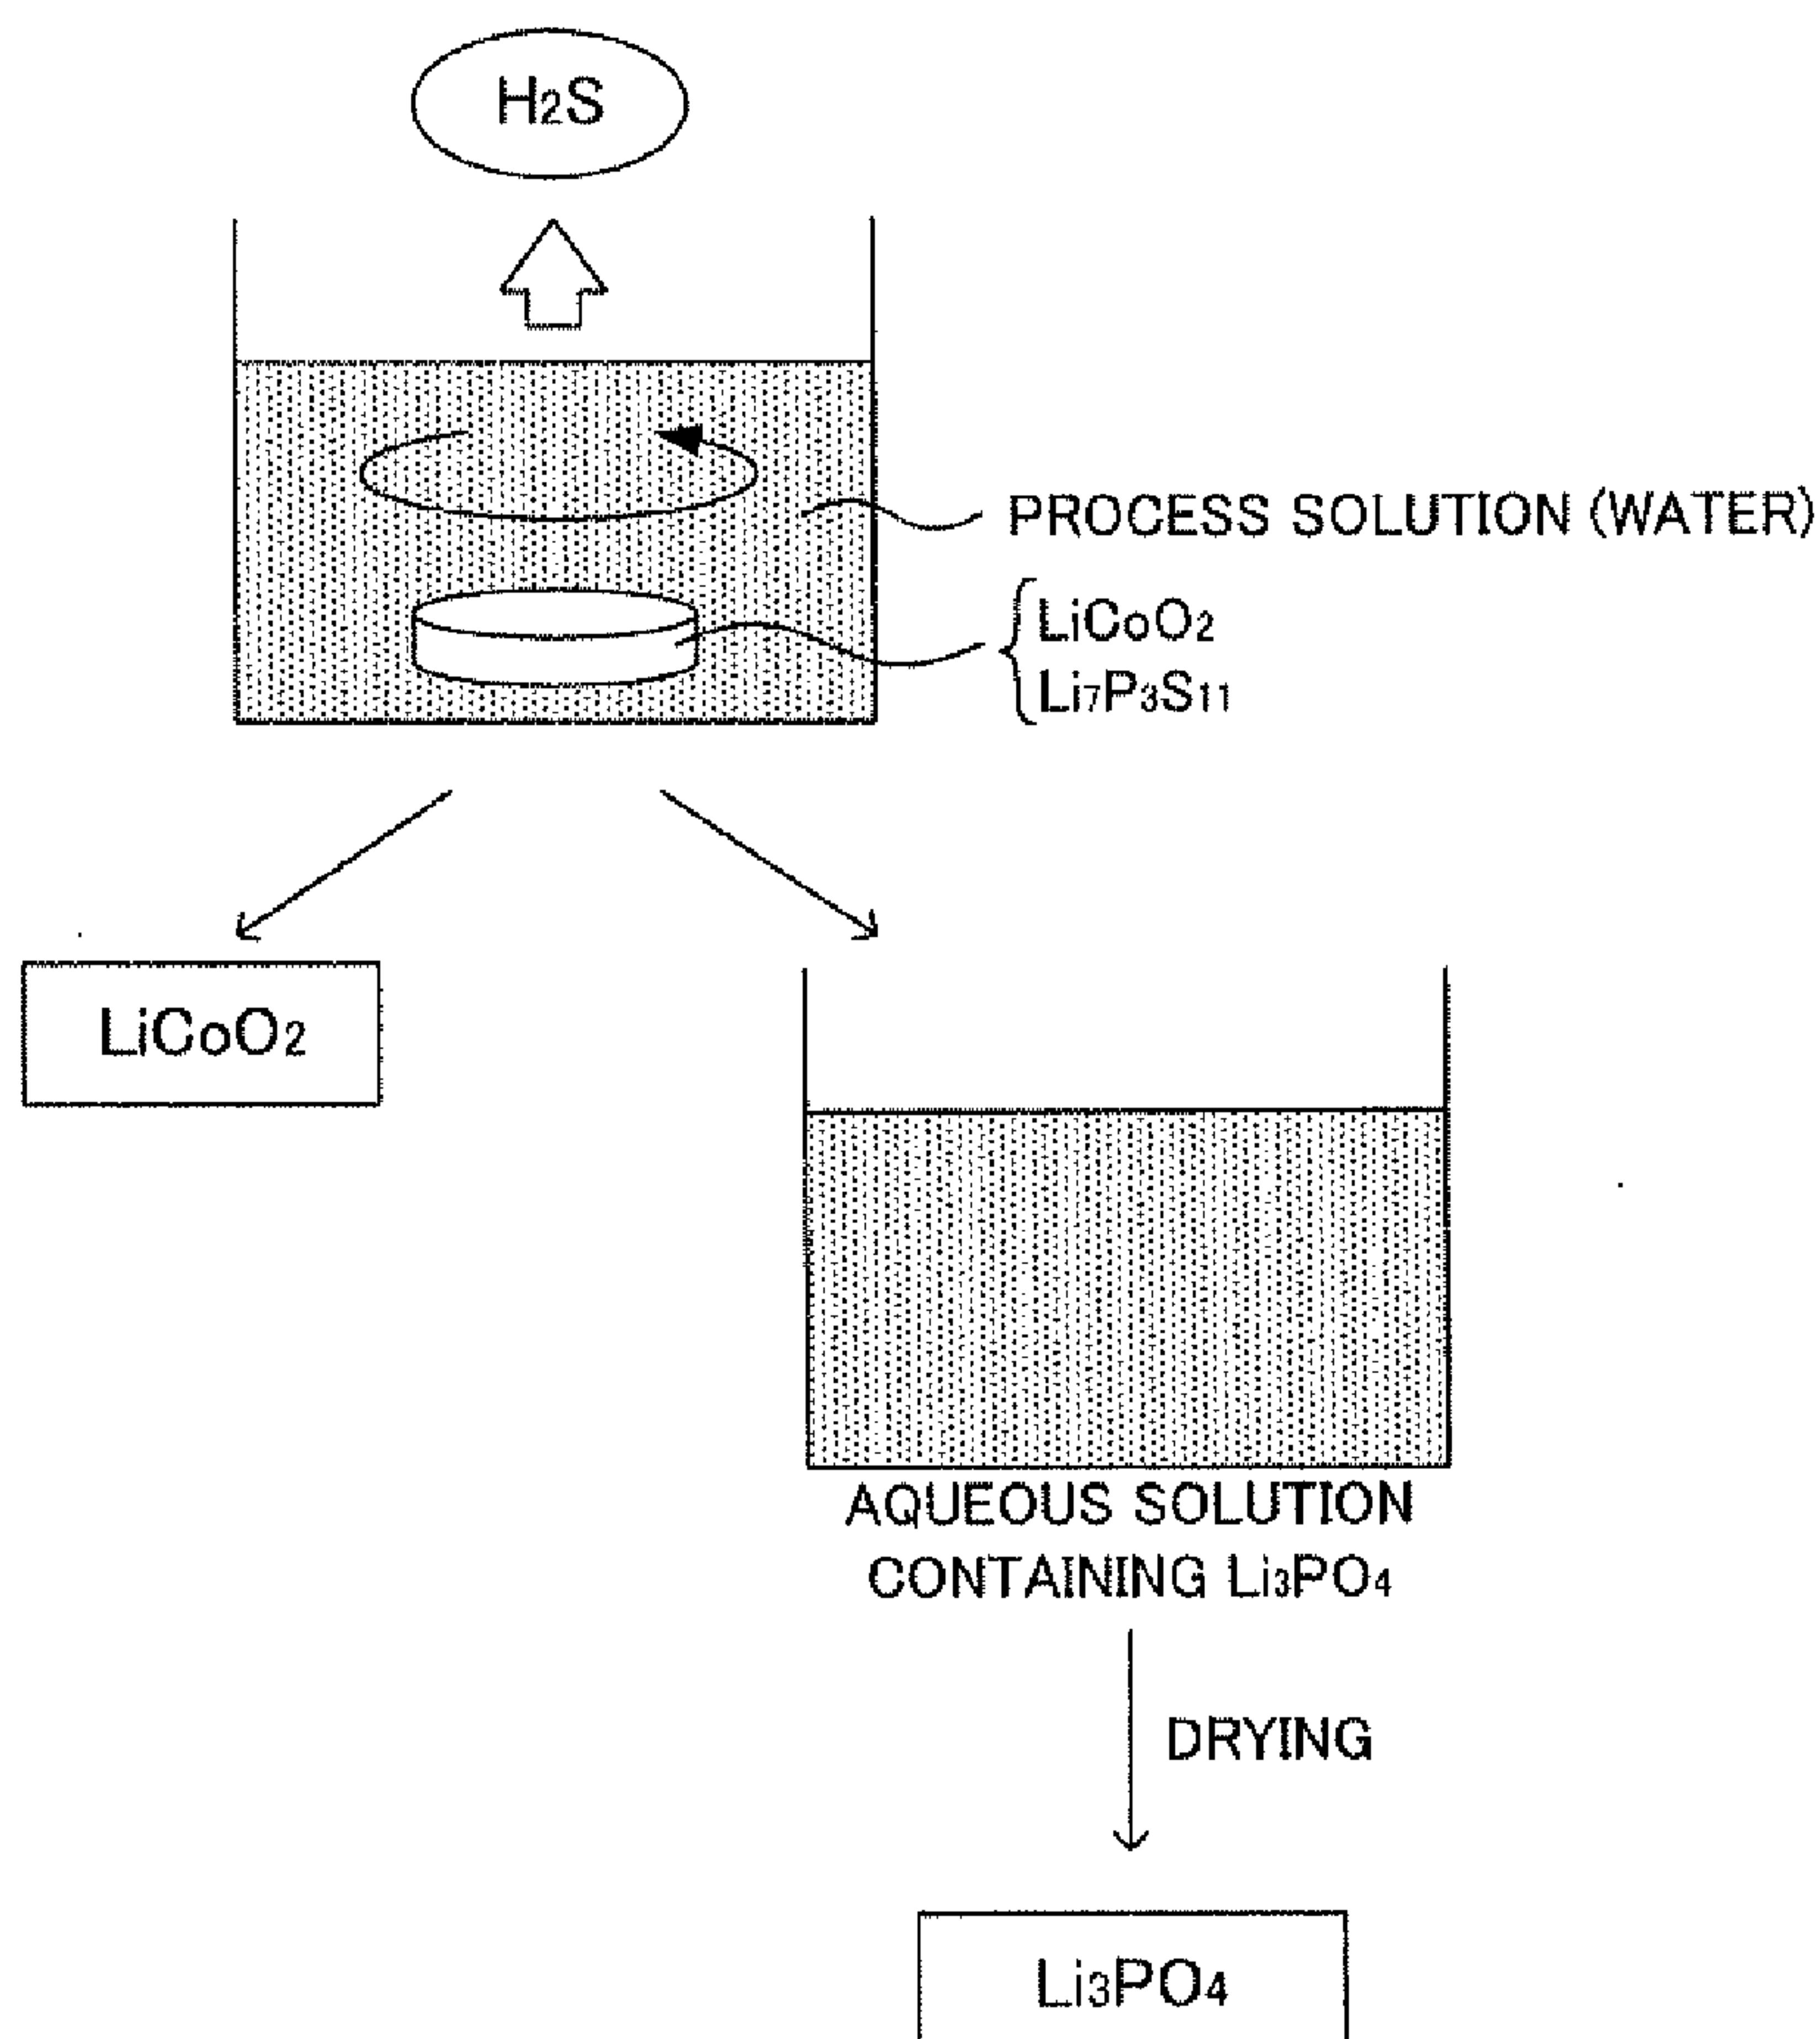 H2S
PROCESS SOLUTION (WATER)
LiCoO2
Li7P3S11
LiCoO2
AQUEOUS SOLUTION
CONTAINING Li3PO4
DRYING
Li3PO4